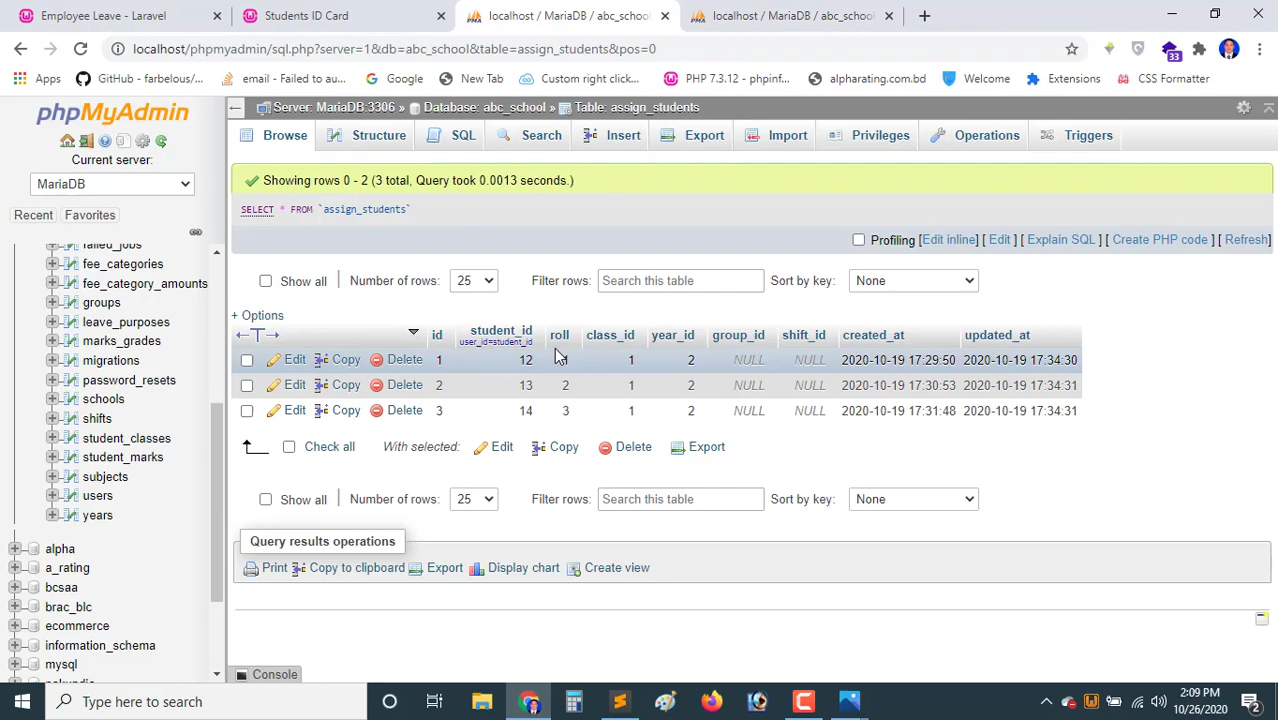 Employee Leave - Laravel
Students ID Card
localhost / MariaDB / abc_school
localhost / MariaDB / abc_school
localhost/phpmyadmin/sql.php?server=1&db=abc_school&table=assign_students&pos=0
33
Apps
GitHub - farbelous/...
email - Failed to au...
Google
New Tab
Custom right click...
PHP 7.3.12 - phpinf...
alpharating.com.bd
Welcome
Extensions
CSS Formatter
phpMyAdmin
Current server:
MariaDB
Recent
Favorites
failed_jobs
fee_categories
fee_category_amounts
groups
leave_purposes
marks_grades
migrations
password_resets
schools
shifts
student_classes
student_marks
subjects
users
years
alpha
a_rating
bcsaa
brac_blc
ecommerce
information_schema
mysql
Server: MariaDB:3306 » Database: abc_school » Table: assign_students
Browse Structure SQL Search Insert Export Import Privileges Operations Triggers
Showing rows 0 - 2 (3 total, Query took 0.0013 seconds.)
SELECT * FROM `assign_students`
Profiling [Edit inline] [ Edit ] [ Explain SQL ] [ Create PHP code ] [ Refresh]
Show all Number of rows: 25 Filter rows: Search this table Sort by key: None
+ Options
←T→ id student_id roll class_id year_id group_id shift_id created_at updated_at
user_id=student_id
Edit Copy Delete 1 12 1 1 2 NULL NULL 2020-10-19 17:29:50 2020-10-19 17:34:30
Edit Copy Delete 2 13 2 1 2 NULL NULL 2020-10-19 17:30:53 2020-10-19 17:34:31
Edit Copy Delete 3 14 3 1 2 NULL NULL 2020-10-19 17:31:48 2020-10-19 17:34:31
Check all With selected: Edit Copy Delete Export
Show all Number of rows: 25 Filter rows: Search this table Sort by key: None
Query results operations
Print Copy to clipboard Export Display chart Create view
Console
Type here to search
2:09 PM
10/26/2020
2